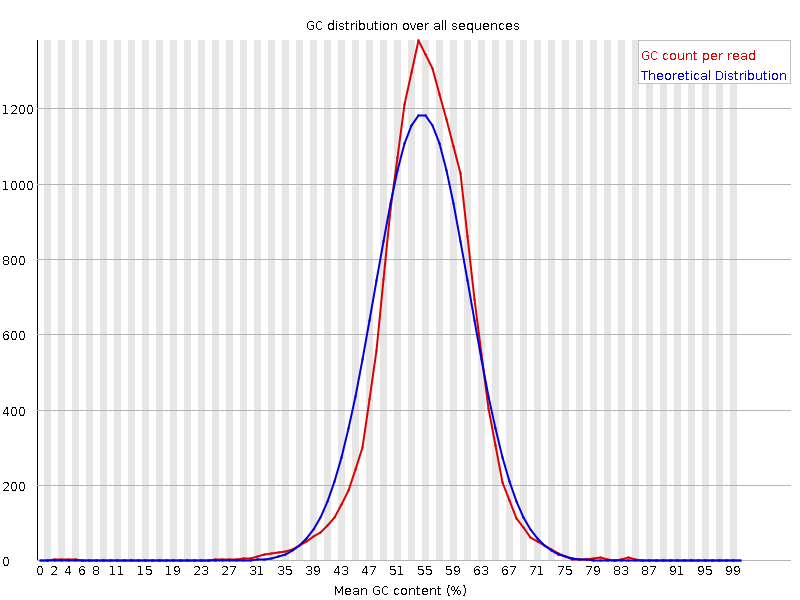 GC distribution over all sequences
GC count per read
Theoretical Distribution
1200
1000
800
600
400
200
0
0 2 4 6 8 11 15 19 23 27 31 35 39 43 47 51 55 59 63 67 71 75 79 83 87 91 95 99
Mean GC content (%)